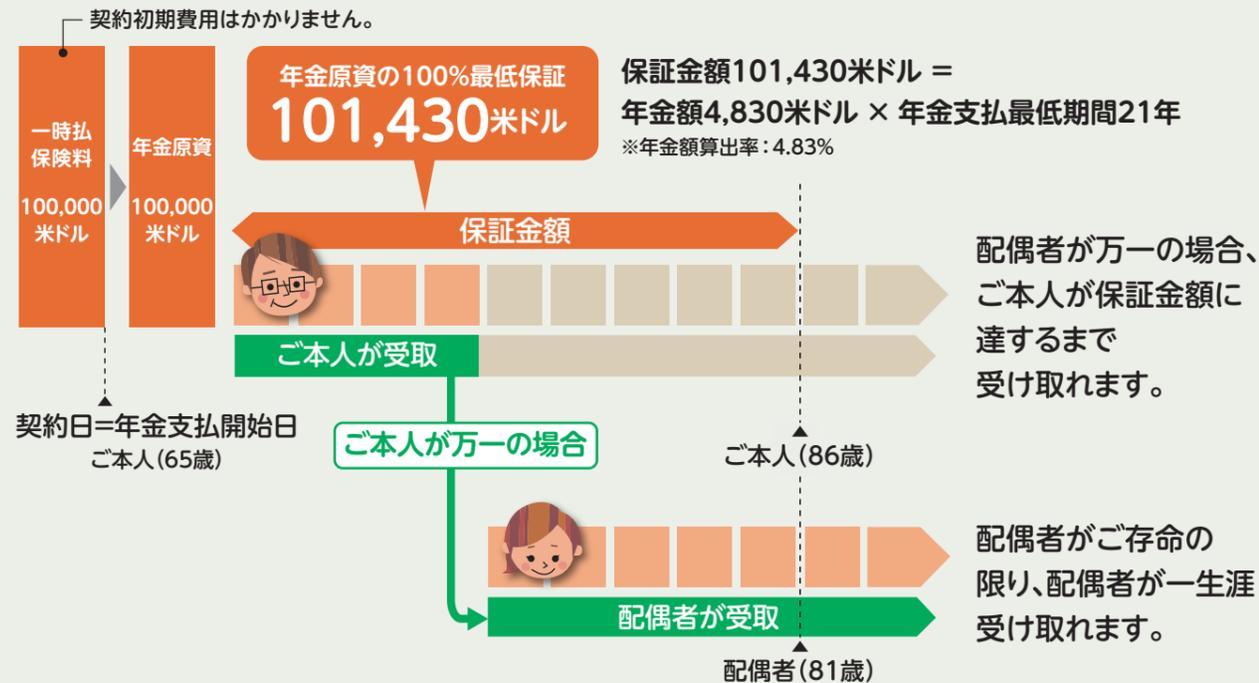 契約初期費用はかかりません。
一時払
保険料
100,000
米ドル
年金原資
100,000
米ドル
年金原資の100%最低保証
101,430米ドル
保証金額101,430米ドル =
年金額4,830米ドル × 年金支払最低期間21年
※年金額算出率:4.83%
保証金額
ご本人が受取
配偶者が万一の場合、
ご本人が保証金額に
達するまで
受け取れます。
契約日=年金支払開始日
ご本人(65歳)
ご本人が万一の場合
ご本人(86歳)
配偶者が受取
配偶者がご存命の
限り、配偶者が一生涯
受け取れます。
配偶者(81歳)